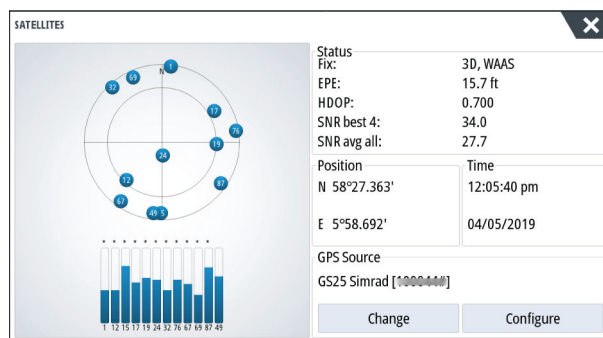 SATELLITES
N
1
69
32
17
76
19
24
12
87
67
49 5
* * * * * * * * * * *
1 12 15 17 19 24 32 76 67 69 87 49
Status
Fix: 3D, WAAS
EPE: 15.7 ft
HDOP: 0.700
SNR best 4: 34.0
SNR avg all: 27.7
Position
N 58°27.363'
E 5°58.692'
Time
12:05:40 pm
04/05/2019
GPS Source
GS25 Simrad [#]
Change
Configure